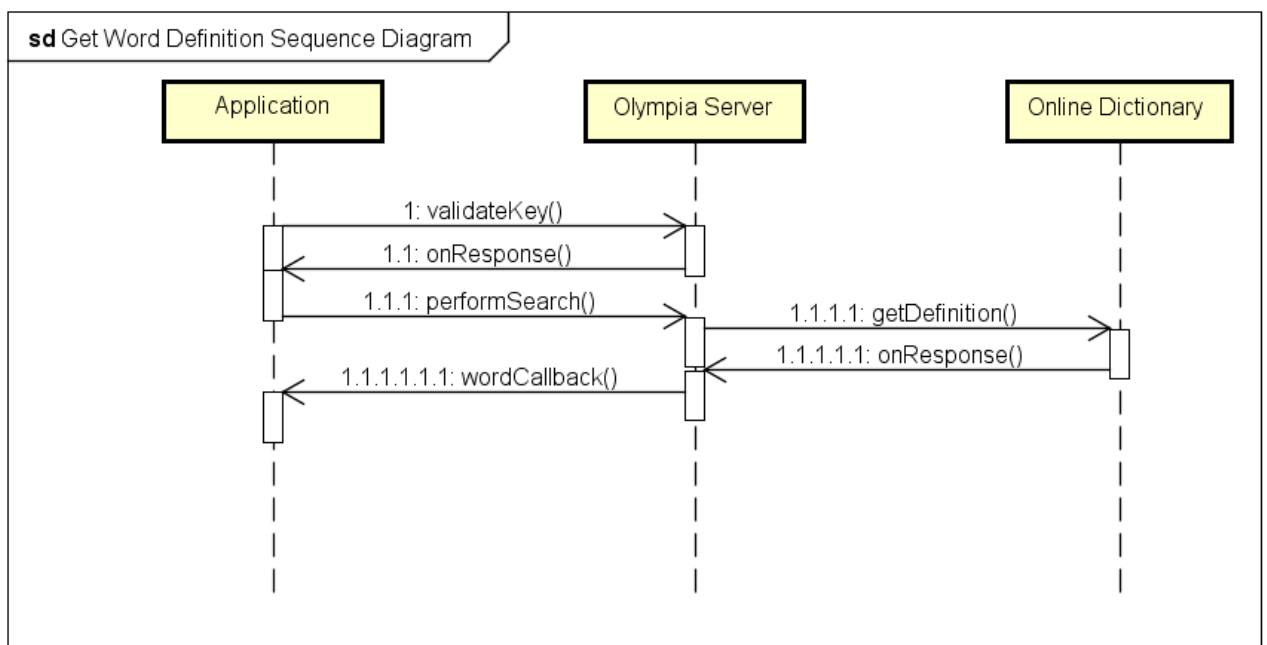 sd Get Word Definition Sequence Diagram
Application
Olympia Server
Online Dictionary
1: validateKey()
1.1: onResponse()
1.1.1: performSearch()
1.1.1.1: getDefinition()
1.1.1.1.1: onResponse()
1.1.1.1.1.1: wordCallback()